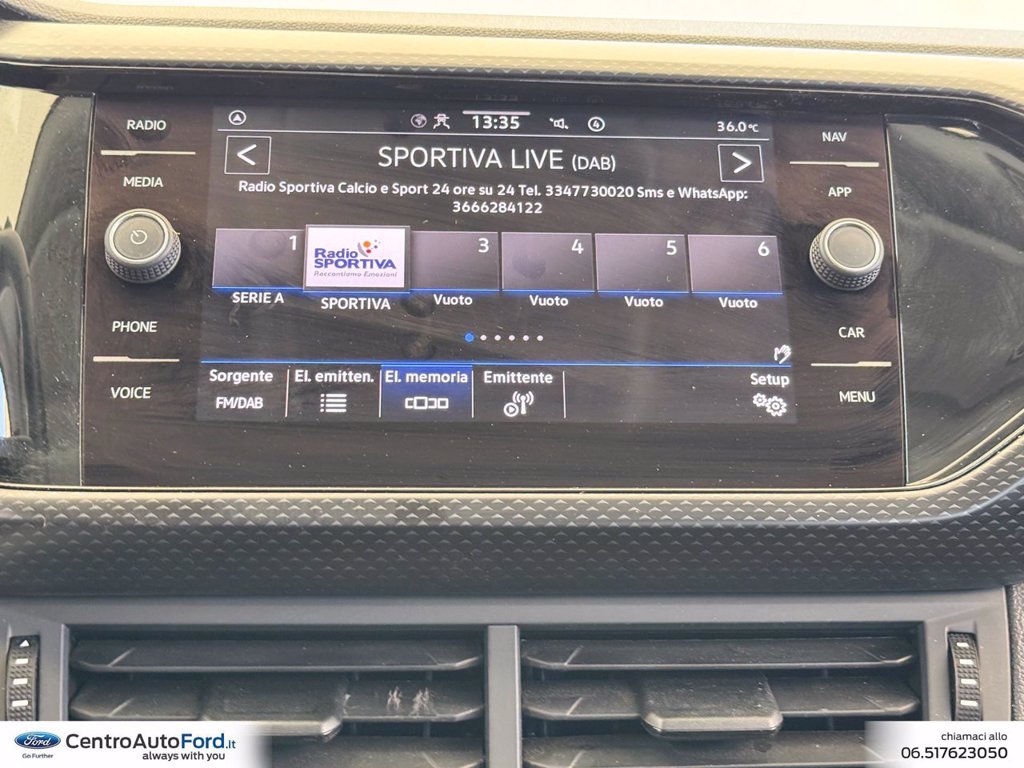 RADIO
MEDIA
PHONE
VOICE
13:35
4
36.0°C
<
SPORTIVA LIVE (DAB)
>
Radio Sportiva Calcio e Sport 24 ore su 24 Tel. 3347730020 Sms e WhatsApp:
3666284122
1
SERIE A
Radio
SPORTIVA
Raccontiamo Emozioni
SPORTIVA
3
Vuoto
4
Vuoto
5
Vuoto
6
Vuoto
Sorgente
FM/DAB
El. emitten.
El. memoria
Emittente
Setup
NAV
APP
CAR
MENU
Ford
Go Further
CentroAutoFord.it
always with you
chiamaci allo
06.517623050